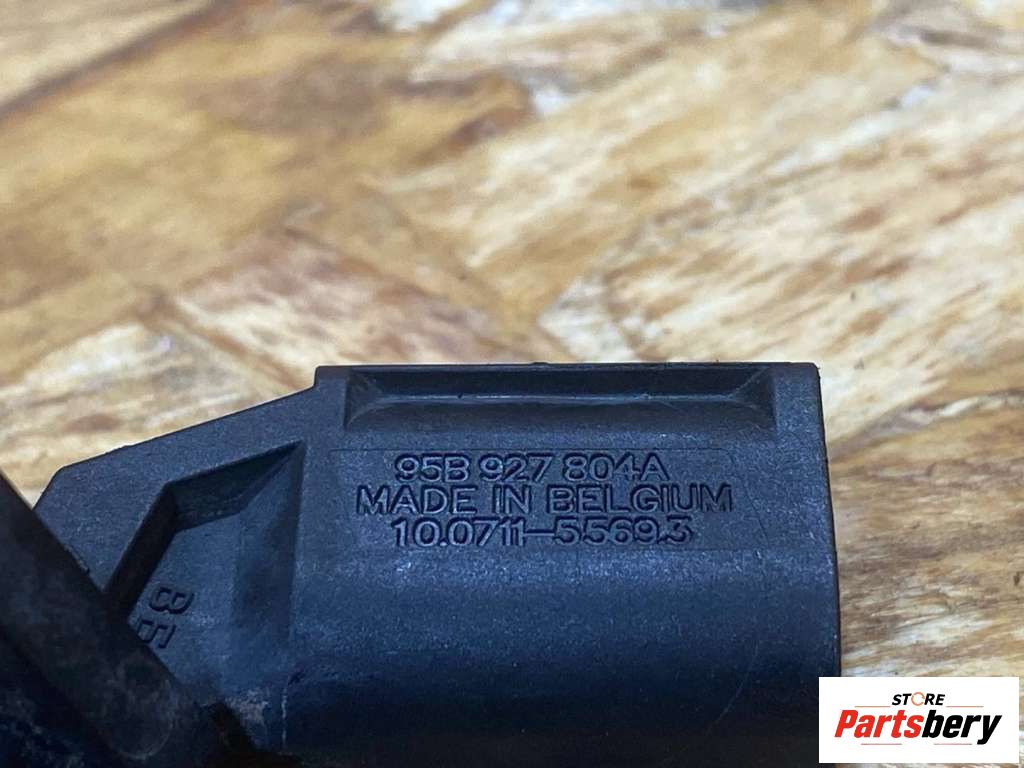 95B 927 804A
MADE IN BELGIUM
10.0711-5569.3
STORE
Partsbery